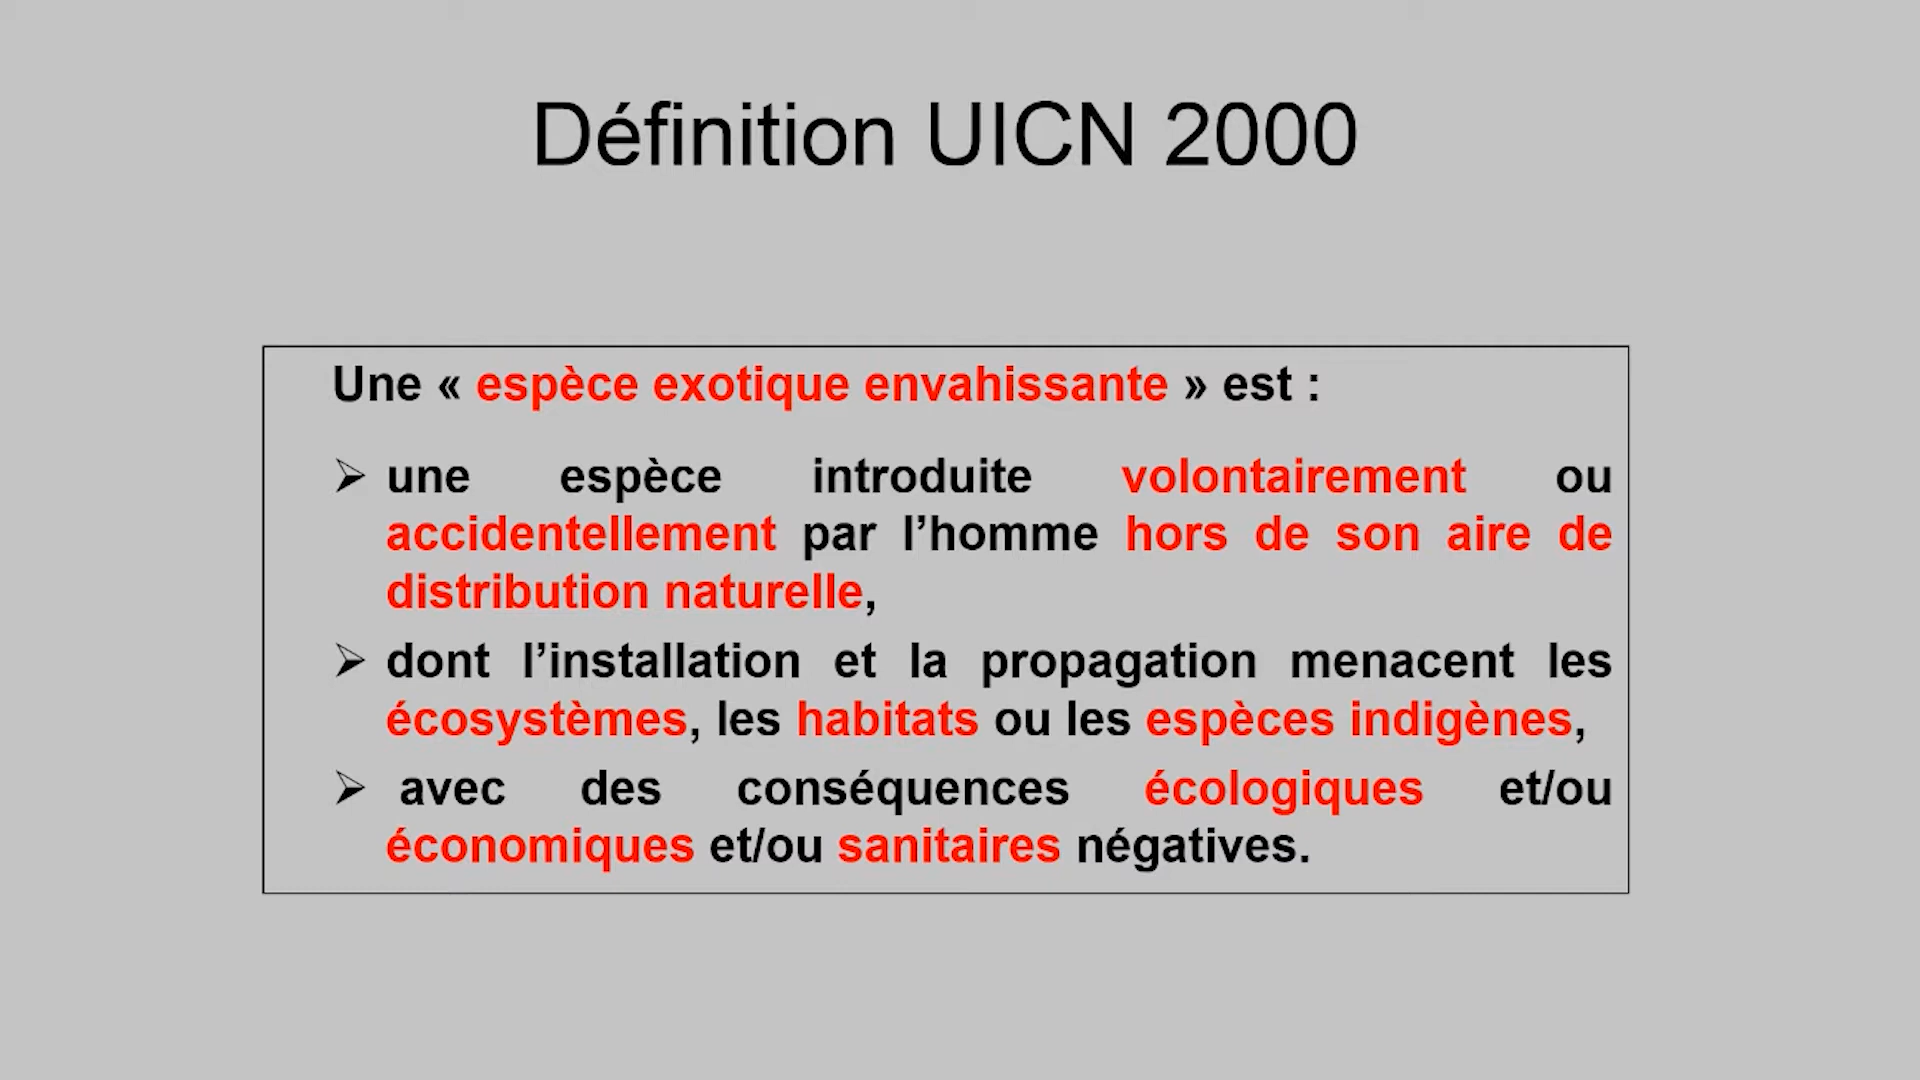 Définition UICN 2000
Une « espèce exotique envahissante » est :
➢ une espèce introduite volontairement ou
accidentellement par l’homme hors de son aire de
distribution naturelle,
➢ dont l’installation et la propagation menacent les
écosystèmes, les habitats ou les espèces indigènes,
➢ avec des conséquences écologiques et/ou
économiques et/ou sanitaires négatives.